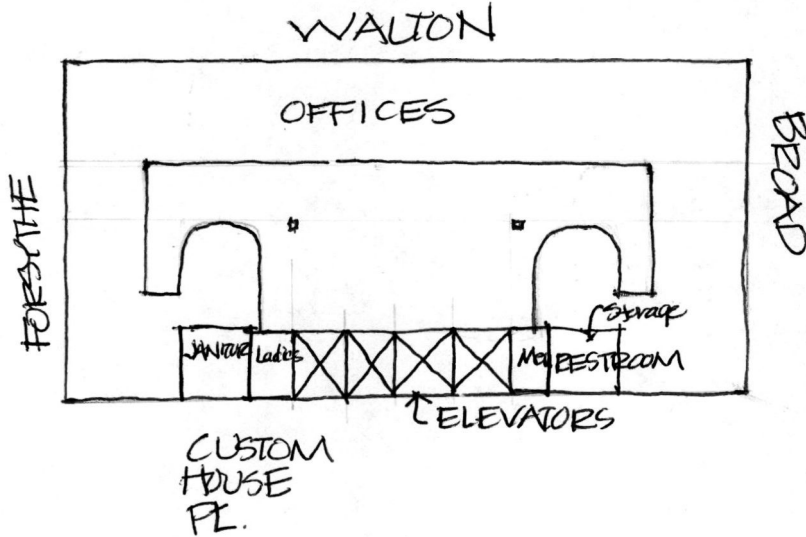 WALTON
OFFICES
FORSYTHE
BROAD
Storage
JANITOR
Ladies
Men
RESTROOM
ELEVATORS
CUSTOM
HOUSE
PL.